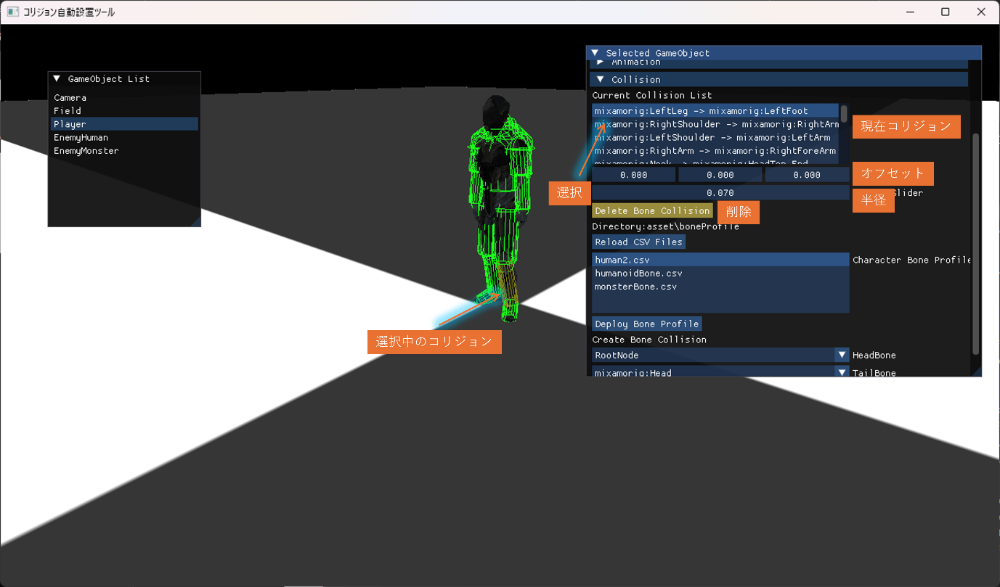 コリジョン自動設置ツール
GameObject List
Camera
Field
Player
EnemyHuman
EnemyMonster
Selected GameObject
Animation
Collision
Current Collision List
mixamorig:LeftLeg -> mixamorig:LeftFoot
mixamorig:RightShoulder -> mixamorig:RightArm
mixamorig:LeftShoulder -> mixamorig:LeftArm
mixamorig:RightArm -> mixamorig:RightForeArm
mixamorig:Neck -> mixamorig:HeadTop_End
現在コリジョン
選択
0.000 0.000 0.000
オフセット
0.070
半径
Slider
Delete Bone Collision
削除
Directory:asset\boneProfile
Reload CSV Files
human2.csv
humanoidBone.csv
monsterBone.csv
Character Bone Profile
Deploy Bone Profile
Create Bone Collision
RootNode
HeadBone
mixamorig:Head
TailBone
選択中のコリジョン